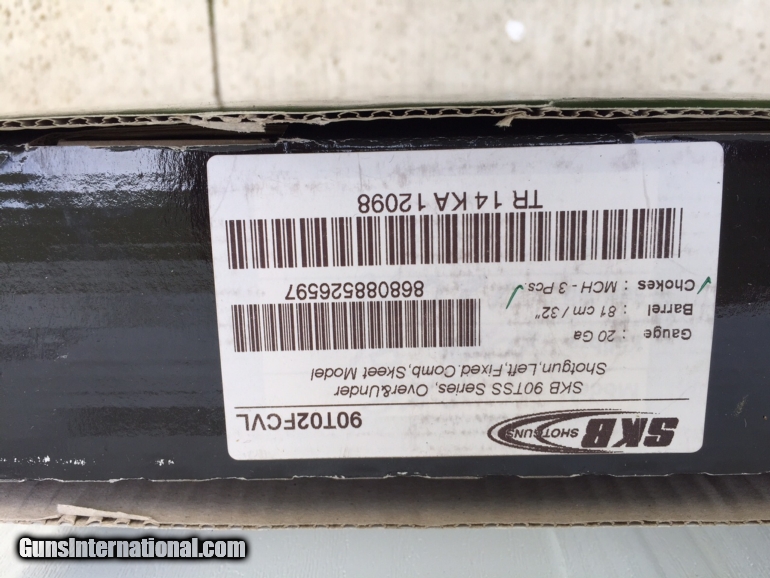 SKB
SHOTGUNS
90T02FCVL
SKB 90TSS Series, Over&Under
Shotgun,Left,Fixed.Comb,Skeet Model
Gauge : 20 Ga
Barrel : 81 cm / 32"
Chokes : MCH - 3 Pcs.
868088526597
TR 14 KA 12098
GunsInternational.com